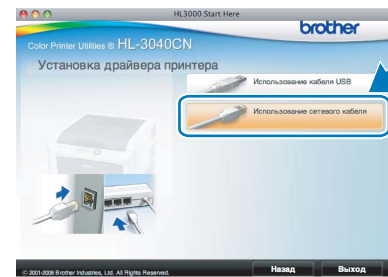 HL3000 Start Here
brother
Color Printer Utilities ® HL-3040CN
Установка драйвера принтера
Использование кабеля USB
Использование сетевого кабеля
© 2001-2008 Brother Industries, Ltd. All Rights Reserved.
Назад
Выход